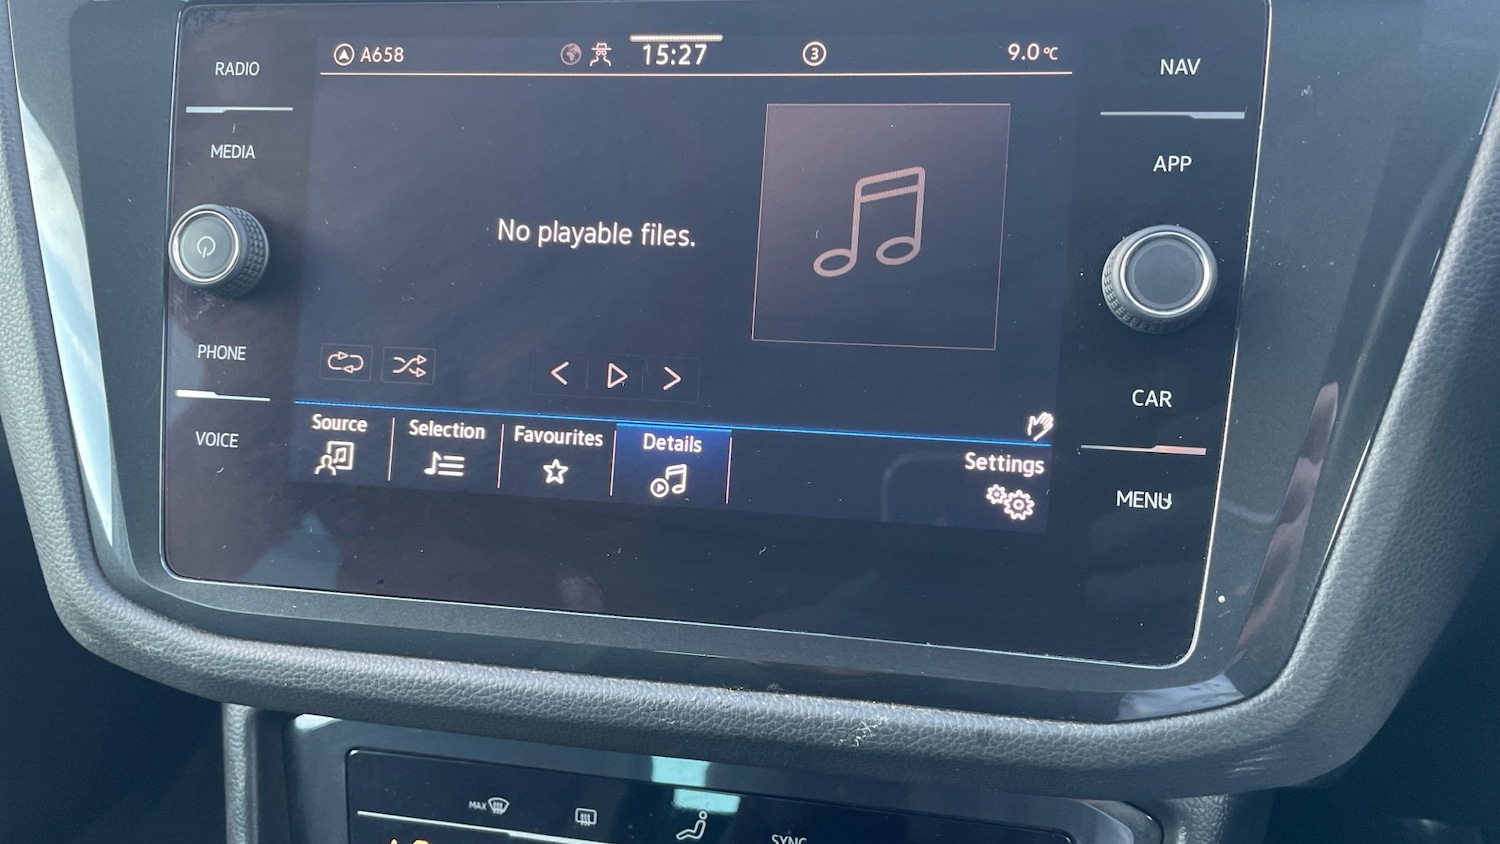 A658
15:27
3
9.0°C
RADIO
MEDIA
PHONE
VOICE
No playable files.
Source
Selection
Favourites
Details
Settings
NAV
APP
CAR
MENU
MAX
SYNC